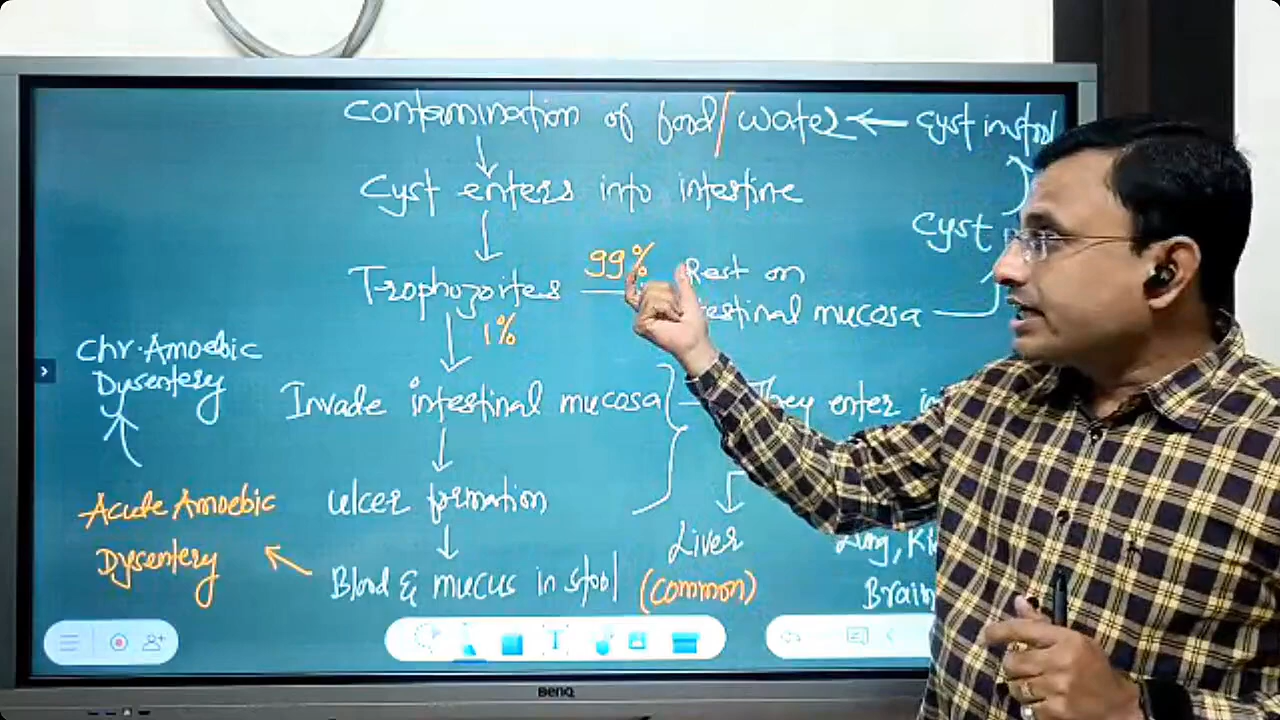 Contamination of food/water ← Cyst in stool
↓
Cyst enters into intestine
Cyst
↓
Trophozoites 99% Rest on
intestinal mucosa
↓ 1%
Chr. Amoebic
Dysentery
Invade intestinal mucosa They enter
↓
Acute Amoebic
Dysentery
Ulcer formation
↓
Liver
(common)
Lung,
Brain
Blood & mucus in stool
BenQ